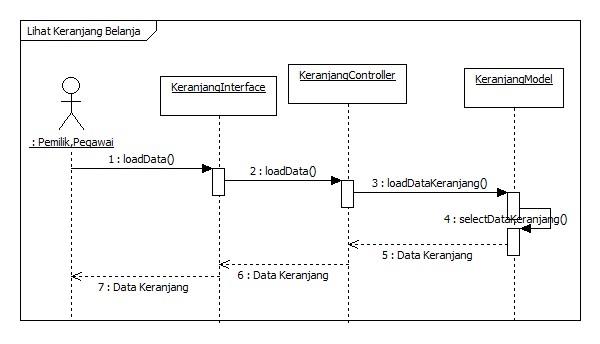 Lihat Keranjang Belanja
KeranjangInterface
KeranjangController
KeranjangModel
: Pemilik,Pegawai
1 : loadData()
2 : loadData()
3 : loadDataKeranjang()
4 : selectDataKeranjang()
5 : Data Keranjang
6 : Data Keranjang
7 : Data Keranjang